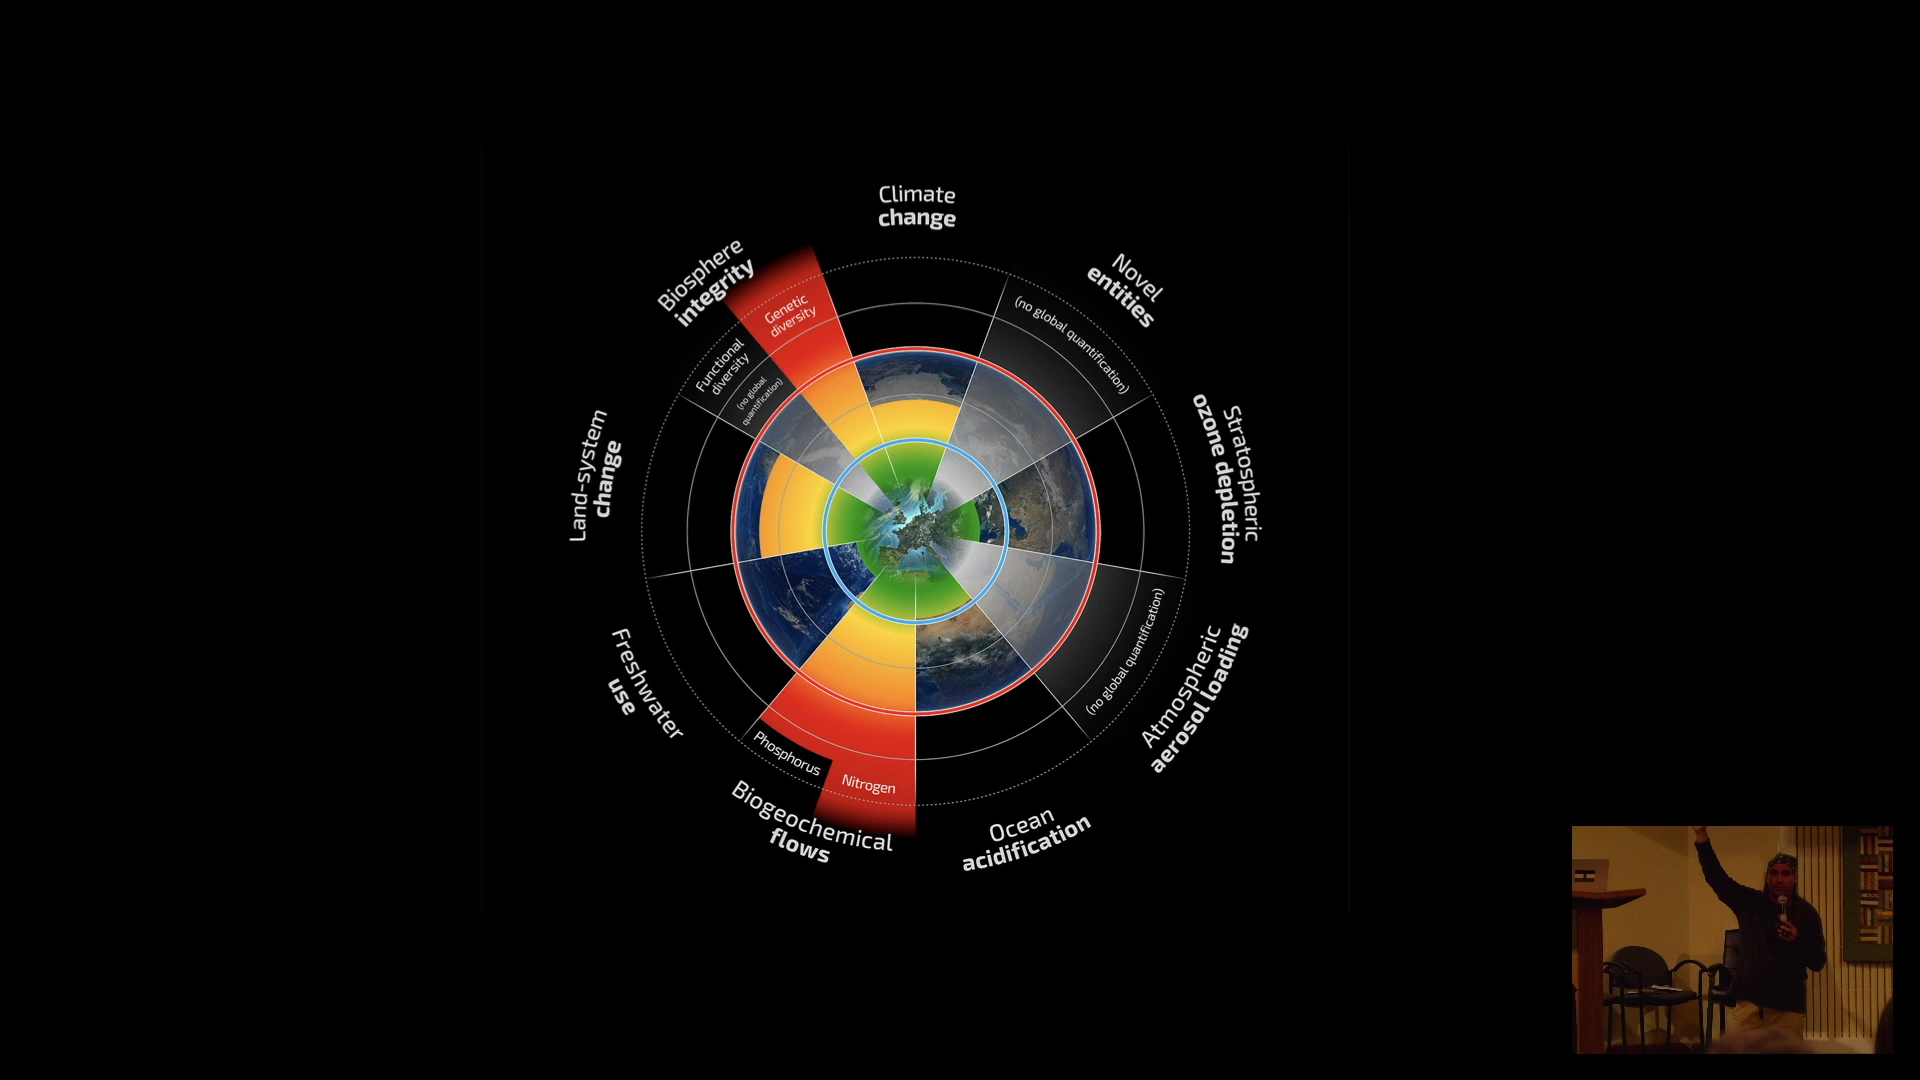 Climate
change
Novel
entities
(no global quantification)
Stratospheric
ozone depletion
Atmospheric
aerosol loading
(no global quantification)
Ocean
acidification
Biogeochemical
flows
Phosphorus
Nitrogen
Freshwater
use
Land-system
change
Biosphere
integrity
Genetic
diversity
Functional
diversity
(no global
quantification)
H